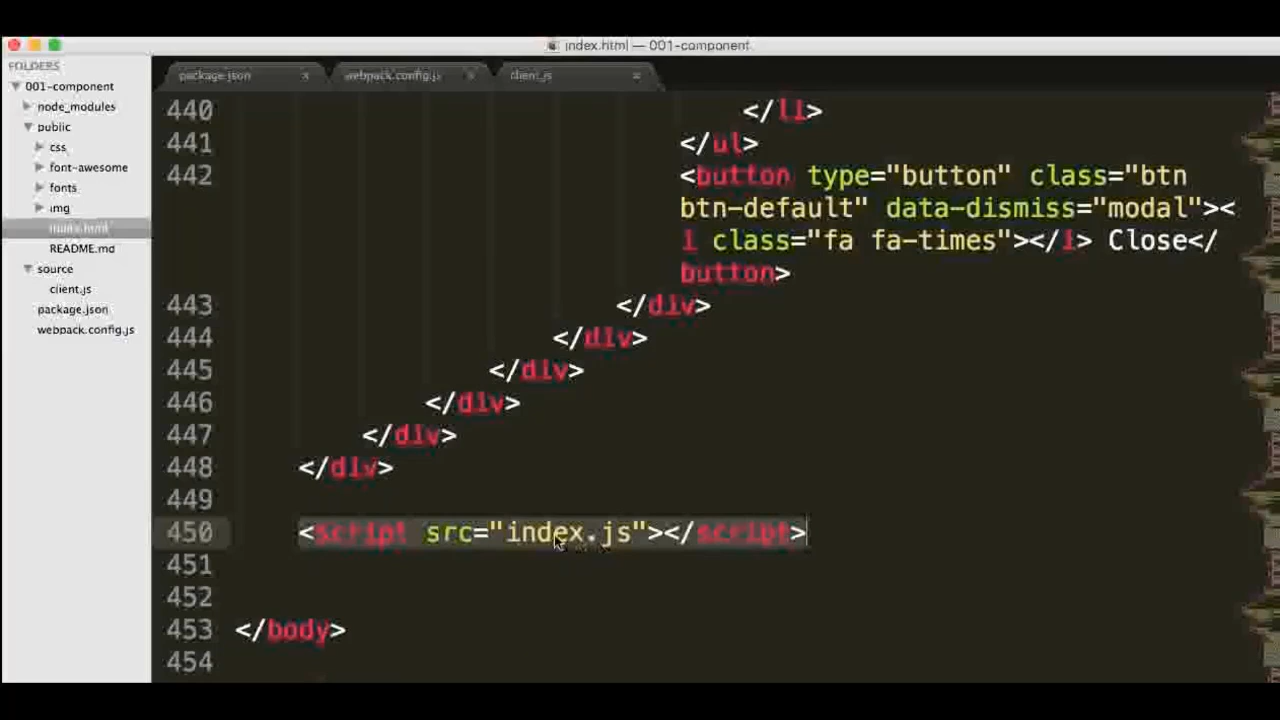 index.html — 001-component
FOLDERS
001-component
node_modules
public
css
font-awesome
fonts
img
index.html
README.md
source
client.js
package.json
webpack.config.js
package.json × webpack.config.js × client.js ×
440 </li>
441 </ul>
442 <button type="button" class="btn
btn-default" data-dismiss="modal"><
i class="fa fa-times"></i> Close</
button>
443 </div>
444 </div>
445 </div>
446 </div>
447 </div>
448 </div>
449
450 <script src="index.js"></script>
451
452
453 </body>
454